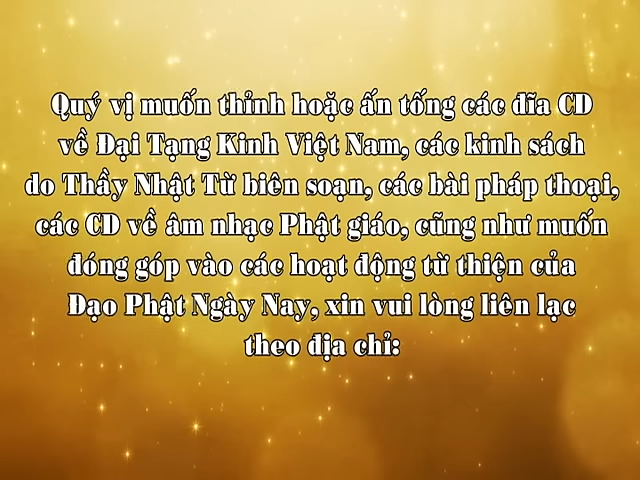 Quý vị muốn thỉnh hoặc ấn tống các đĩa CD
về Đại Tạng Kinh Việt Nam, các kinh sách
do Thầy Nhật Từ biên soạn, các bài pháp thoại,
các CD về âm nhạc Phật giáo, cũng như muốn
đóng góp vào các hoạt động từ thiện của
Đạo Phật Ngày Nay, xin vui lòng liên lạc
theo địa chỉ: